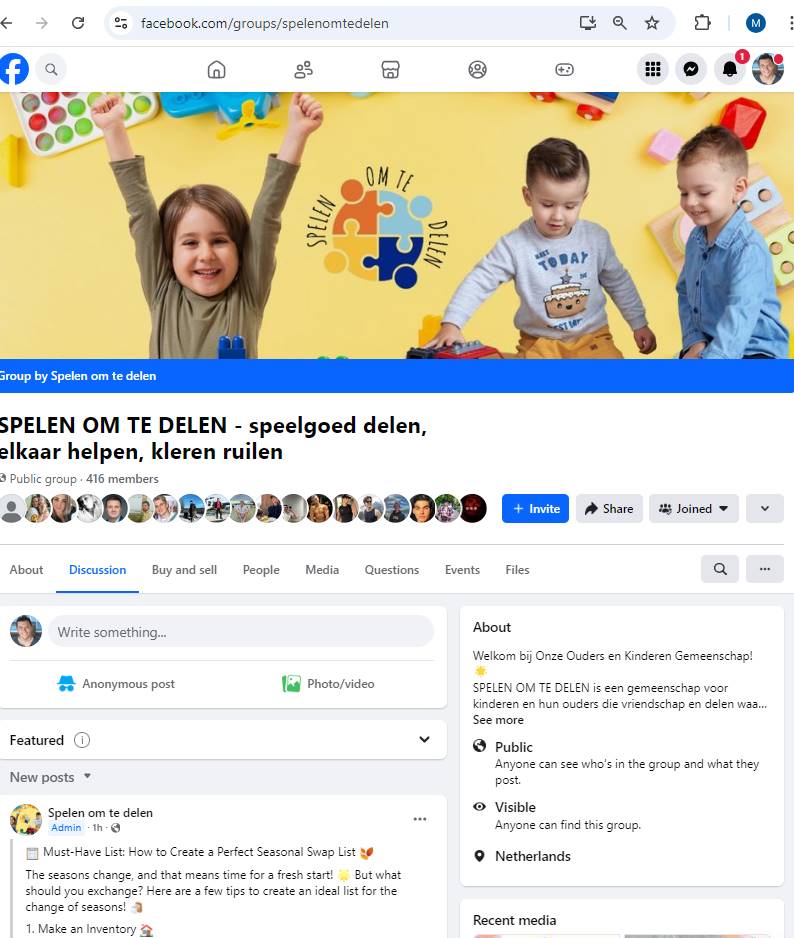 facebook.com/groups/spelenomtedelen
M
1
SPELEN OM TE DELEN
TODAY
Group by Spelen om te delen
SPELEN OM TE DELEN - speelgoed delen,
elkaar helpen, kleren ruilen
Public group · 416 members
+ Invite
Share
Joined
About
Discussion
Buy and sell
People
Media
Questions
Events
Files
Write something...
Anonymous post
Photo/video
Featured
New posts
Spelen om te delen
Admin · 1h ·
📋 Must-Have List: How to Create a Perfect Seasonal Swap List 🍂
The seasons change, and that means time for a fresh start! 🌟 But what
should you exchange? Here are a few tips to create an ideal list for the
change of seasons! 🧤
1. Make an Inventory 🏠
About
Welkom bij Onze Ouders en Kinderen Gemeenschap!
🌟
SPELEN OM TE DELEN is een gemeenschap voor
kinderen en hun ouders die vriendschap en delen waa...
See more
Public
Anyone can see who's in the group and what they
post.
Visible
Anyone can find this group.
Netherlands
Recent media